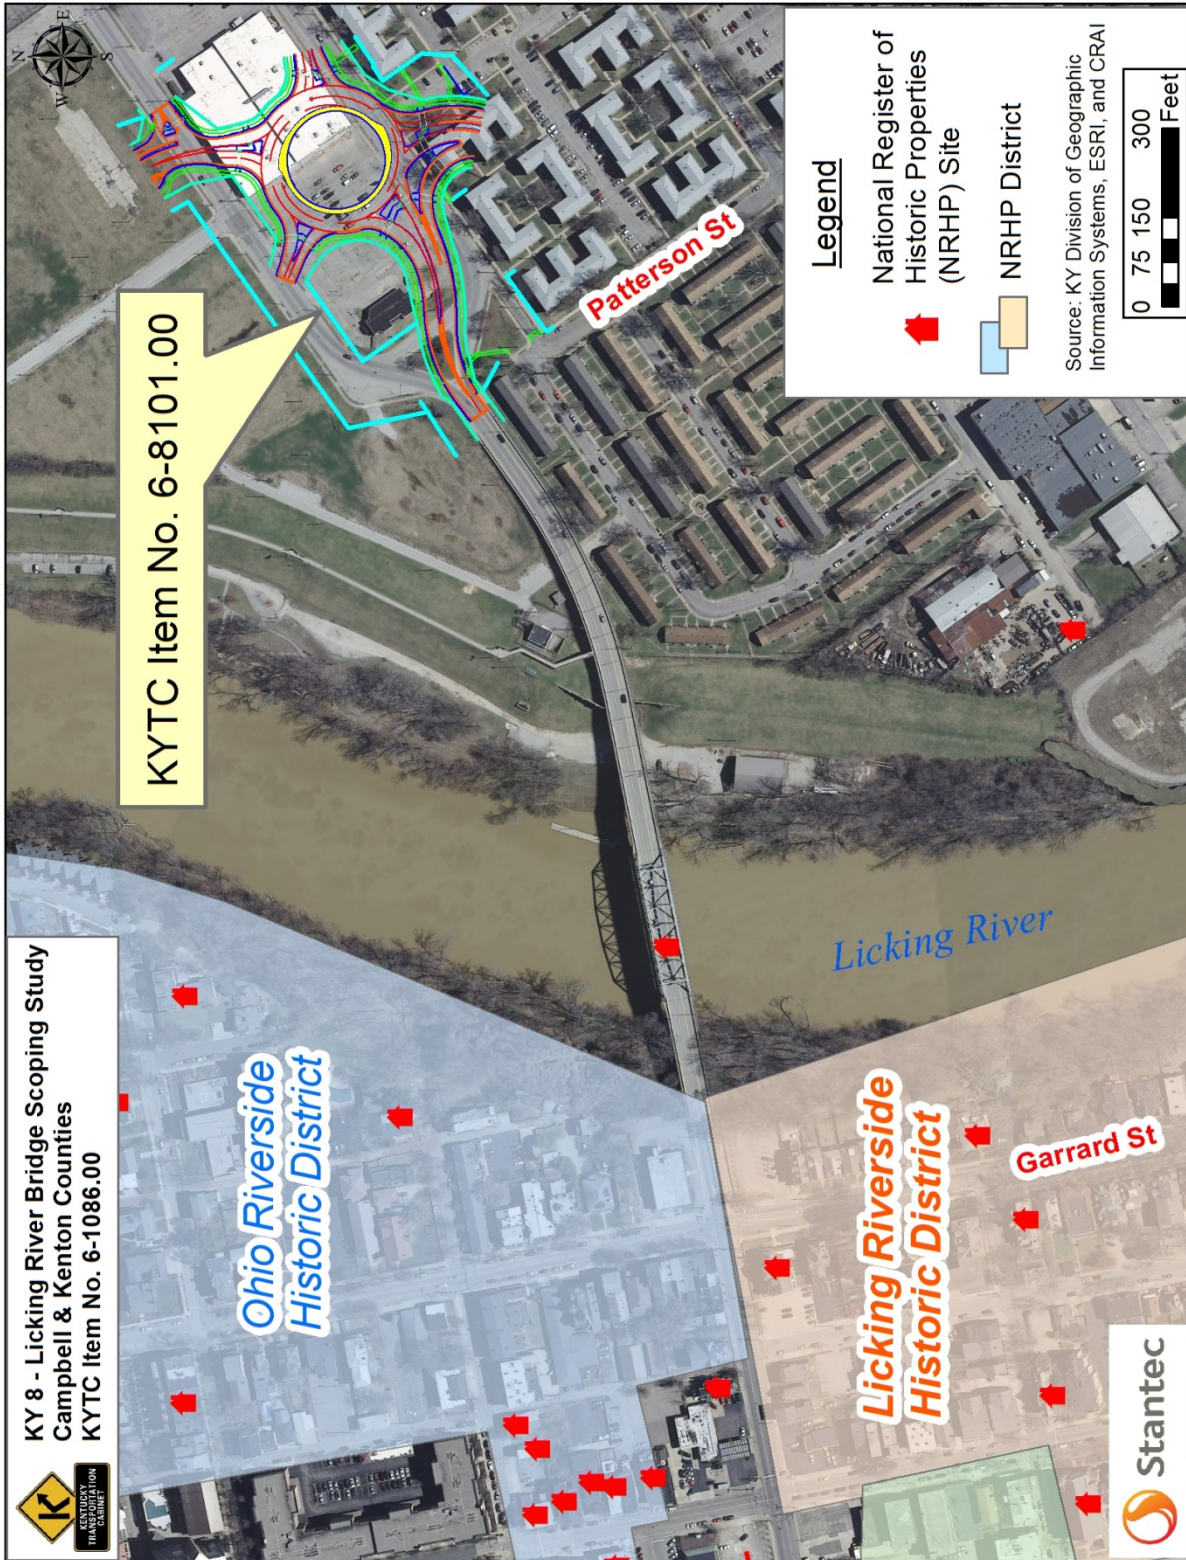 KY 8 - Licking River Bridge Scoping Study
Campbell & Kenton Counties
KYTC Item No. 6-1086.00
KENTUCKY
TRANSPORTATION
CABINET
KYTC Item No. 6-8101.00
N
E
S
W
Ohio Riverside
Historic District
Licking River
Patterson St
Licking Riverside
Historic District
Garrard St
Legend
National Register of
Historic Properties
(NRHP) Site
NRHP District
Source: KY Division of Geographic
Information Systems, ESRI, and CRAI
0 75 150 300
Feet
Stantec